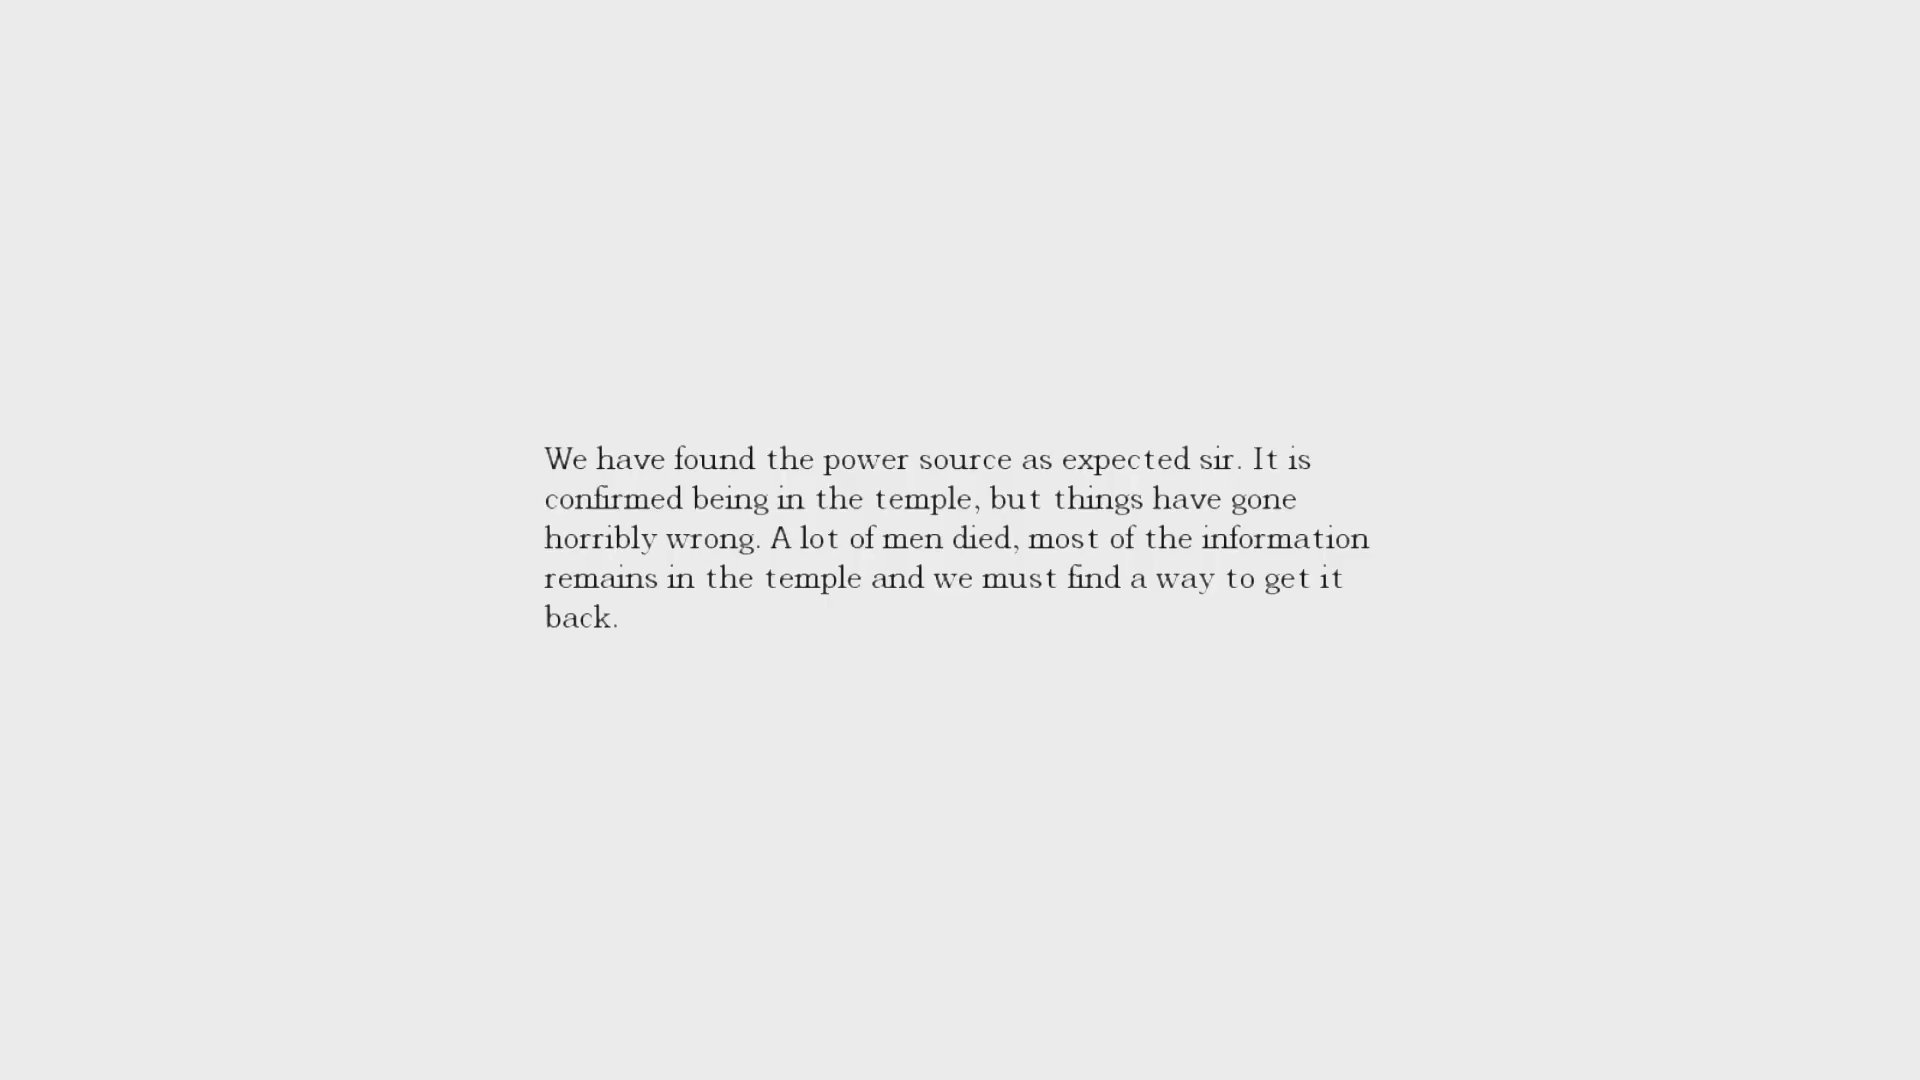 We have found the power source as expected sir. It is
confirmed being in the temple, but things have gone
horribly wrong. A lot of men died, most of the information
remains in the temple and we must find a way to get it
back.